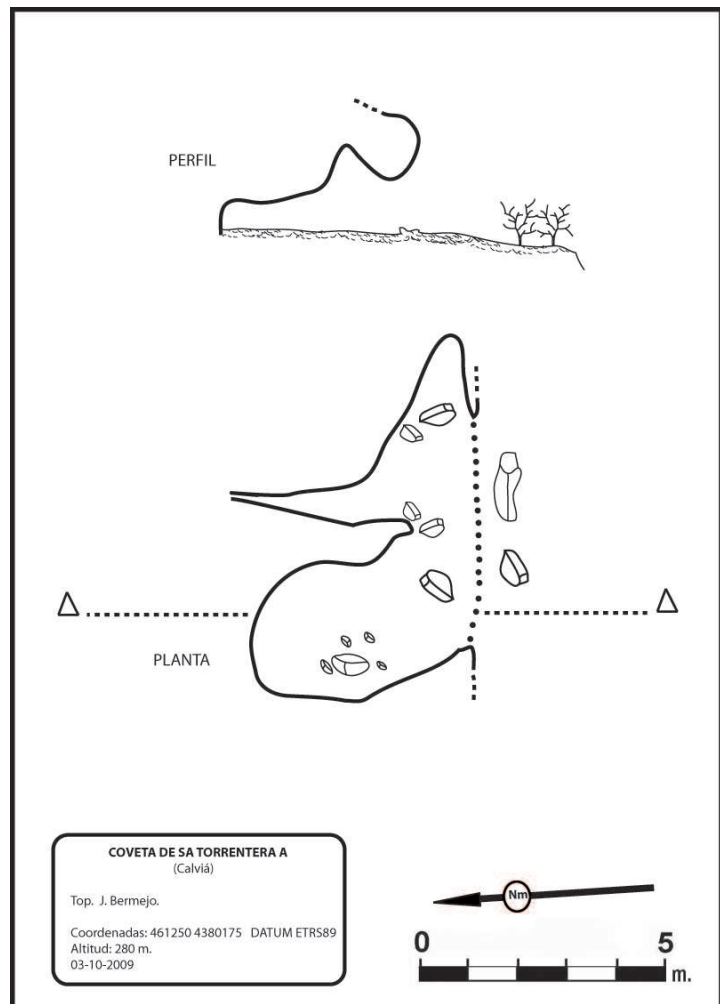 PERFIL
PLANTA
COVETA DE SA TORRENTERA A
(Calviá)
Top. J. Bermejo.
Coordenadas: 461250 4380175 DATUM ETRS89
Altitud: 280 m.
03-10-2009
Nm
0 5
m.